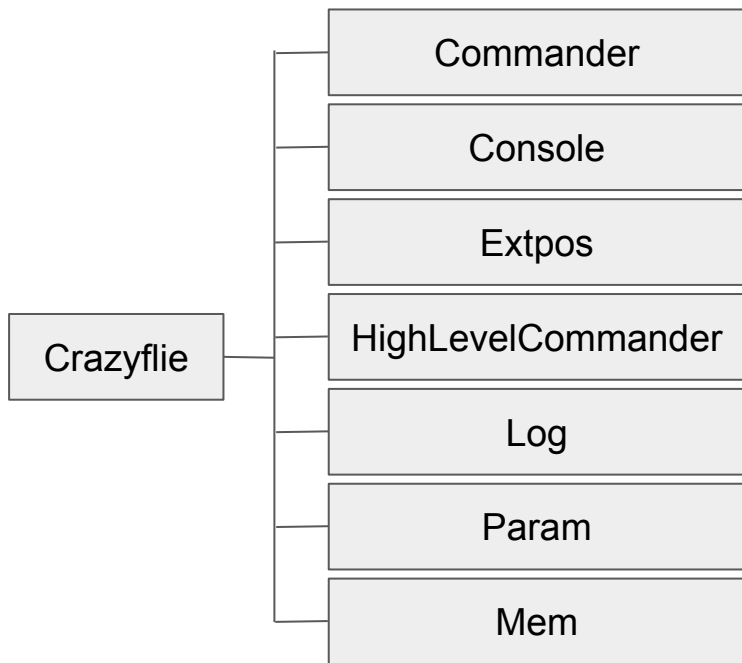 Commander
Console
Extpos
HighLevelCommander
Crazyflie
Log
Param
Mem